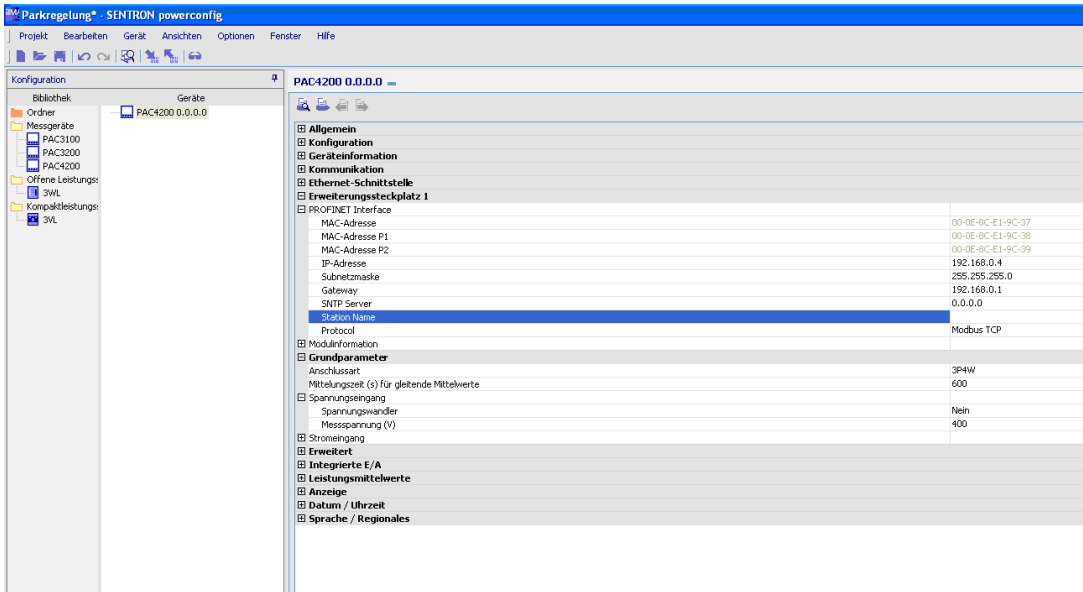 Parkregelung* - SENTRON powerconfig
Projekt Bearbeiten Gerät Ansichten Optionen Fenster Hilfe
Konfiguration
Bibliothek Geräte
Ordner
Messgeräte
PAC3100
PAC3200
PAC4200
Offene Leistungss
3WL
Kompaktleistungs
3VL
PAC4200 0.0.0.0
PAC4200 0.0.0.0
Allgemein
Konfiguration
Geräteinformation
Kommunikation
Ethernet-Schnittstelle
Erweiterungssteckplatz 1
PROFINET Interface
MAC-Adresse 00-0E-8C-E1-9C-37
MAC-Adresse P1 00-0E-8C-E1-9C-38
MAC-Adresse P2 00-0E-8C-E1-9C-39
IP-Adresse 192.168.0.4
Subnetzmaske 255.255.255.0
Gateway 192.168.0.1
SNTP Server 0.0.0.0
Station Name
Protocol Modbus TCP
Modulinformation
Grundparameter
Anschlussart 3P4W
Mittelungszeit (s) für gleitende Mittelwerte 600
Spannungseingang
Spannungswandler Nein
Messspannung (V) 400
Stromeingang
Erweitert
Integrierte E/A
Leistungsmittelwerte
Anzeige
Datum / Uhrzeit
Sprache / Regionales